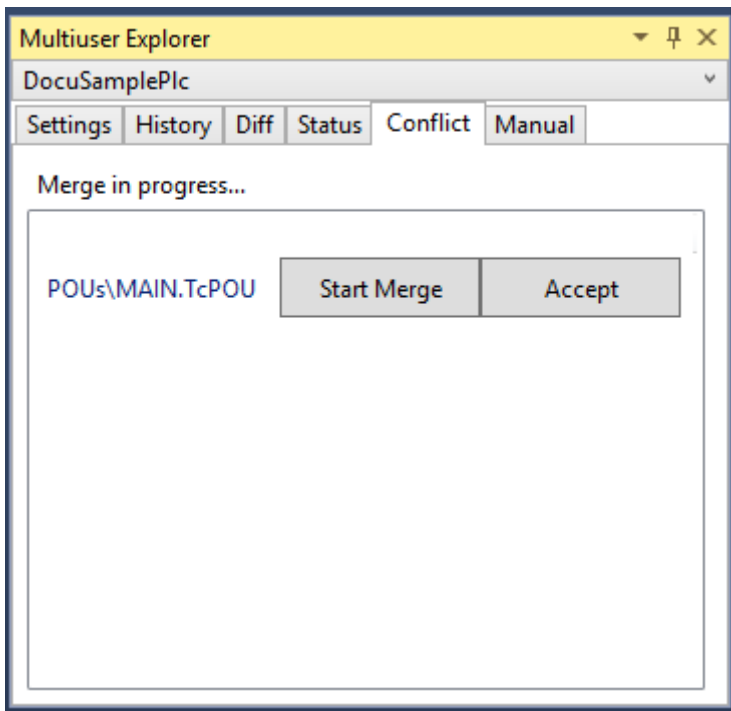 Multiuser Explorer
DocuSamplePlc
Settings History Diff Status Conflict Manual
Merge in progress...
POUs\MAIN.TcPOU Start Merge Accept